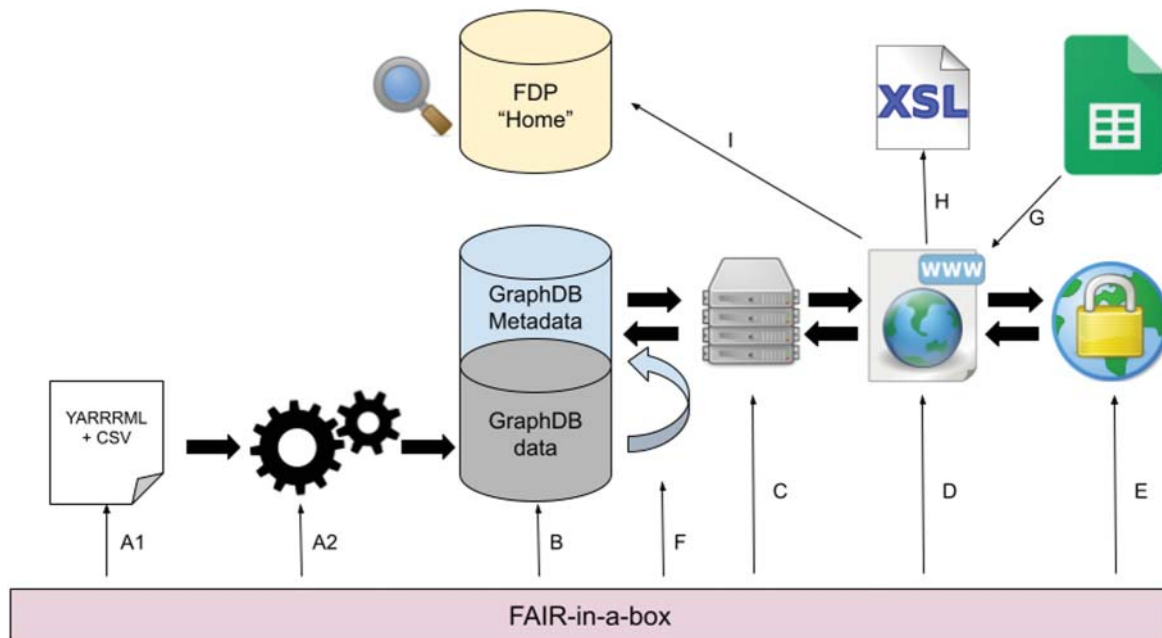 FDP
“Home”
XSL
I
H
G
www
GraphDB
Metadata
YARRRML
+ CSV
GraphDB
data
A1
A2
B
F
C
D
E
FAIR-in-a-box